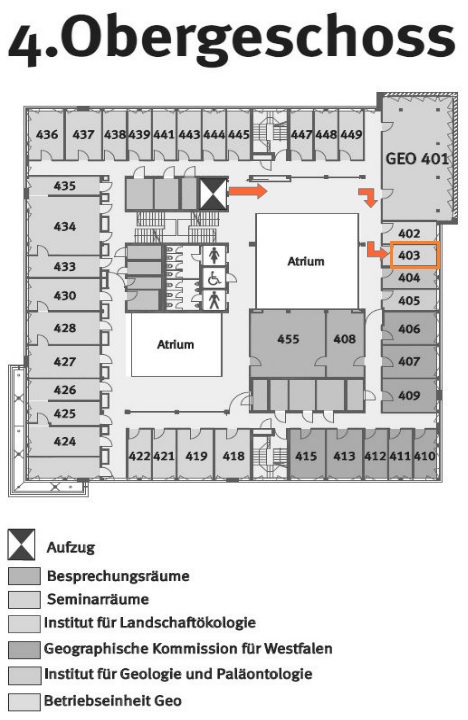 4.Obergeschoss
436 437 438 439 441 443 444 445 447 448 449
GEO 401
435
434
433
430
428
427
426
425
424
402
403
404
405
406
407
409
Atrium
Atrium
455 408
422 421 419 418 415 413 412 411 410
Aufzug
Besprechungsräume
Seminarräume
Institut für Landschaftökologie
Geographische Kommission für Westfalen
Institut für Geologie und Paläontologie
Betriebseinheit Geo